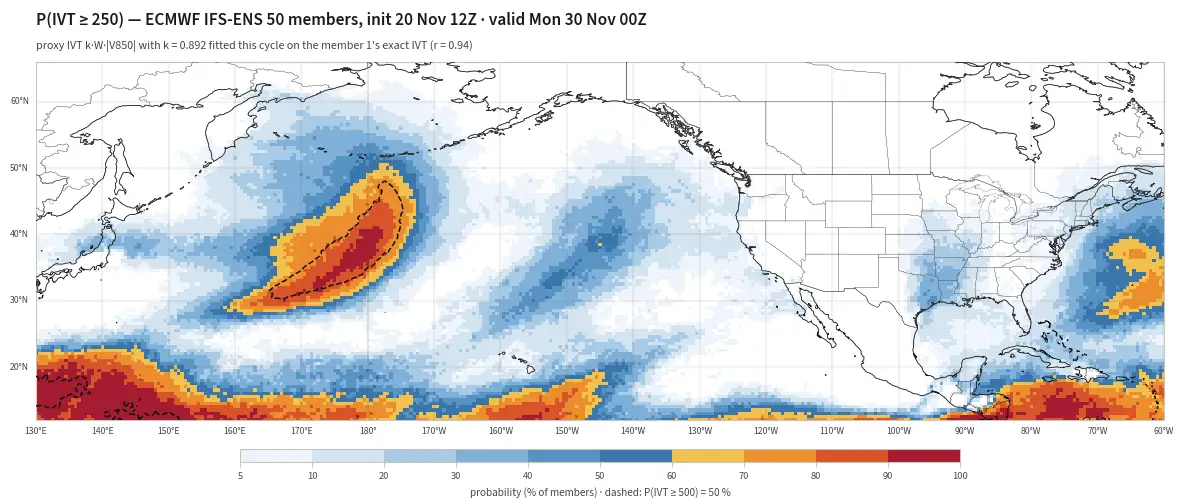 P(IVT ≥ 250) — ECMWF IFS-ENS 50 members, init 20 Nov 12Z · valid Mon 30 Nov 00Z
proxy IVT k·W·|V850| with k = 0.892 fitted this cycle on the member 1's exact IVT (r = 0.94)
60°N
50°N
40°N
30°N
20°N
130°E 140°E 150°E 160°E 170°E 180° 170°W 160°W 150°W 140°W 130°W 120°W 110°W 100°W 90°W 80°W 70°W 60°W
5 10 20 30 40 50 60 70 80 90 100
probability (% of members) · dashed: P(IVT ≥ 500) = 50 %